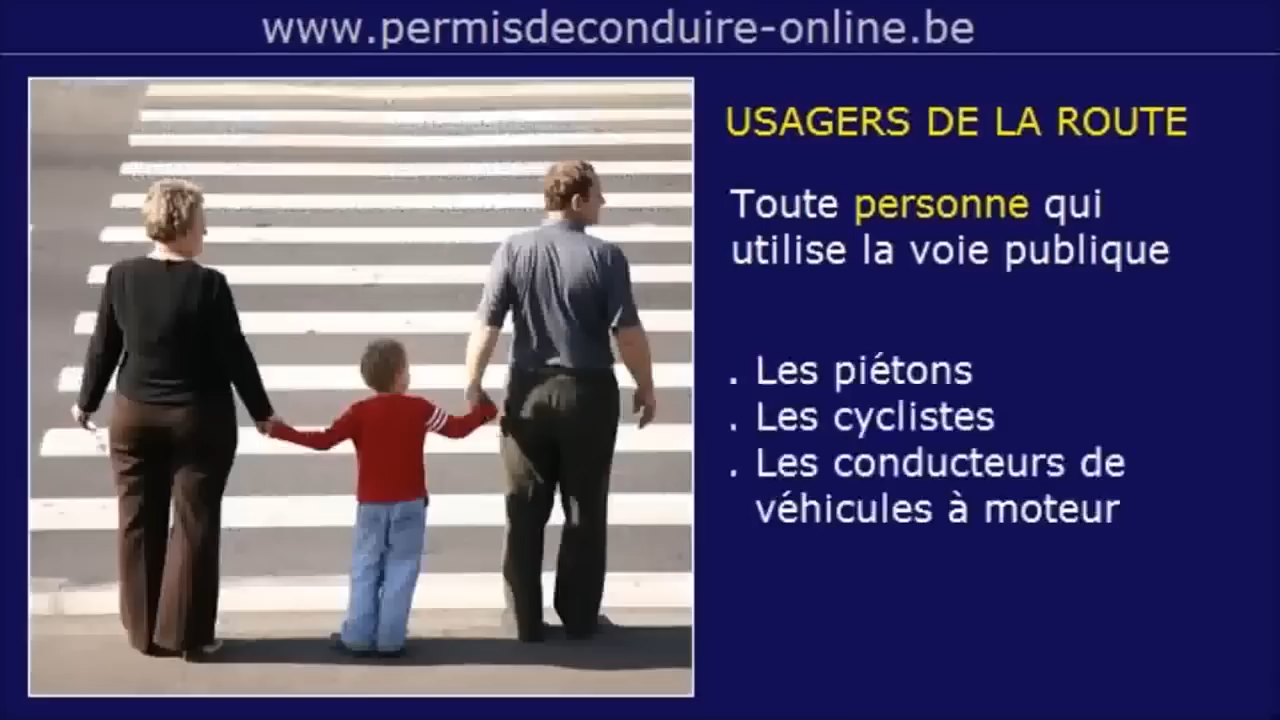 www.permisdeconduire-online.be
USAGERS DE LA ROUTE
Toute personne qui
utilise la voie publique
. Les piétons
. Les cyclistes
. Les conducteurs de
véhicules à moteur